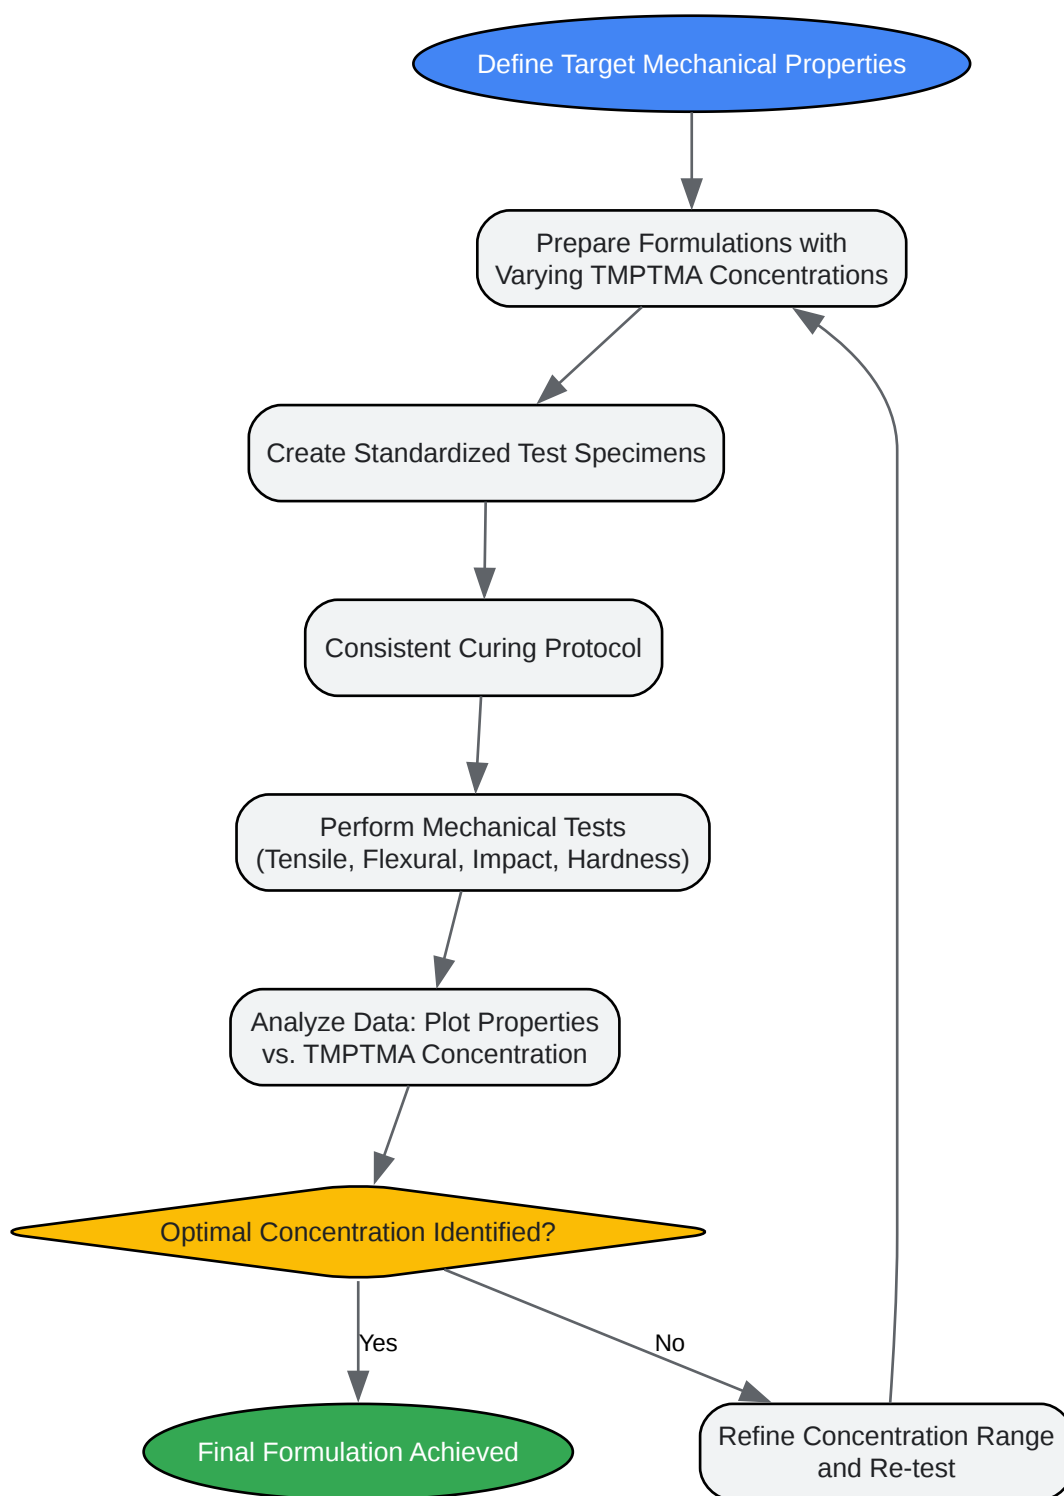 Define Target Mechanical Properties
Prepare Formulations with
Varying TMPTMA Concentrations
Create Standardized Test Specimens
Consistent Curing Protocol
Perform Mechanical Tests
(Tensile, Flexural, Impact, Hardness)
Analyze Data: Plot Properties
vs. TMPTMA Concentration
Optimal Concentration Identified?
Yes
No
Final Formulation Achieved
Refine Concentration Range
and Re-test